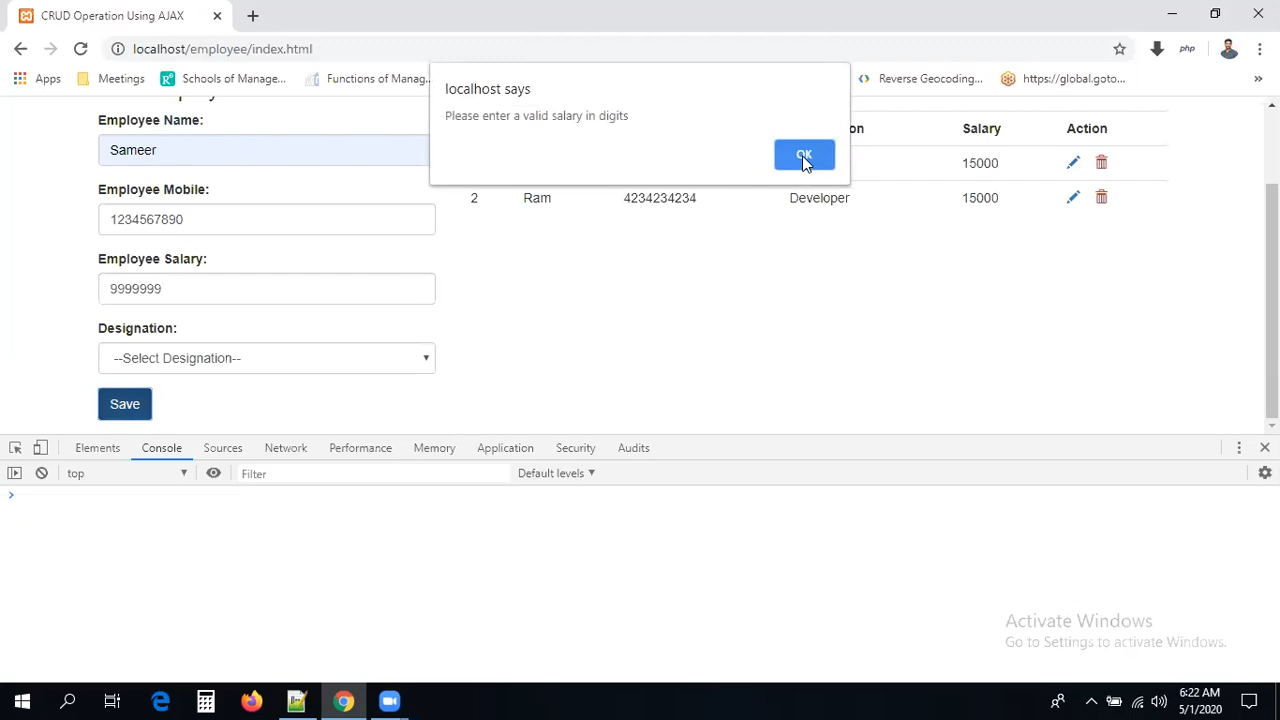 CRUD Operation Using AJAX
localhost/employee/index.html
php
Apps
Meetings
Schools of Manage...
Functions of Manag...
Reverse Geocoding...
https://global.goto...
»
localhost says
Please enter a valid salary in digits
OK
Employee Name:
Sameer
Employee Mobile:
1234567890
Employee Salary:
9999999
Designation:
--Select Designation--
Save
Salary Action
15000
2 Ram 4234234234 Developer 15000
Elements Console Sources Network Performance Memory Application Security Audits
top Filter Default levels
Activate Windows
Go to Settings to activate Windows.
6:22 AM
5/1/2020